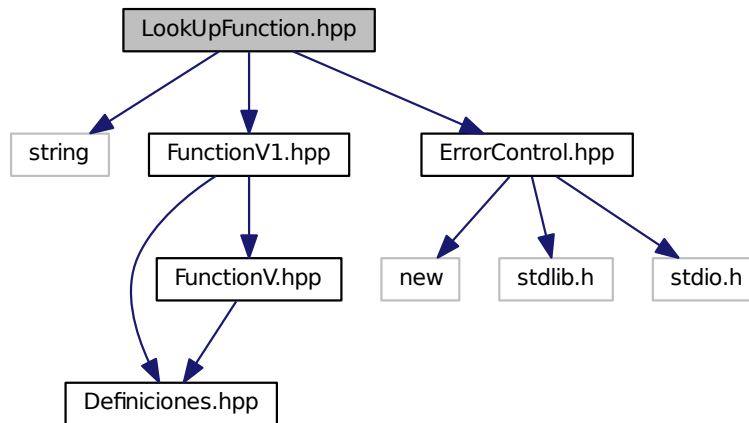 LookUpFunction.hpp
string
FunctionV1.hpp
ErrorControl.hpp
FunctionV.hpp
new
stdlib.h
stdio.h
Definiciones.hpp